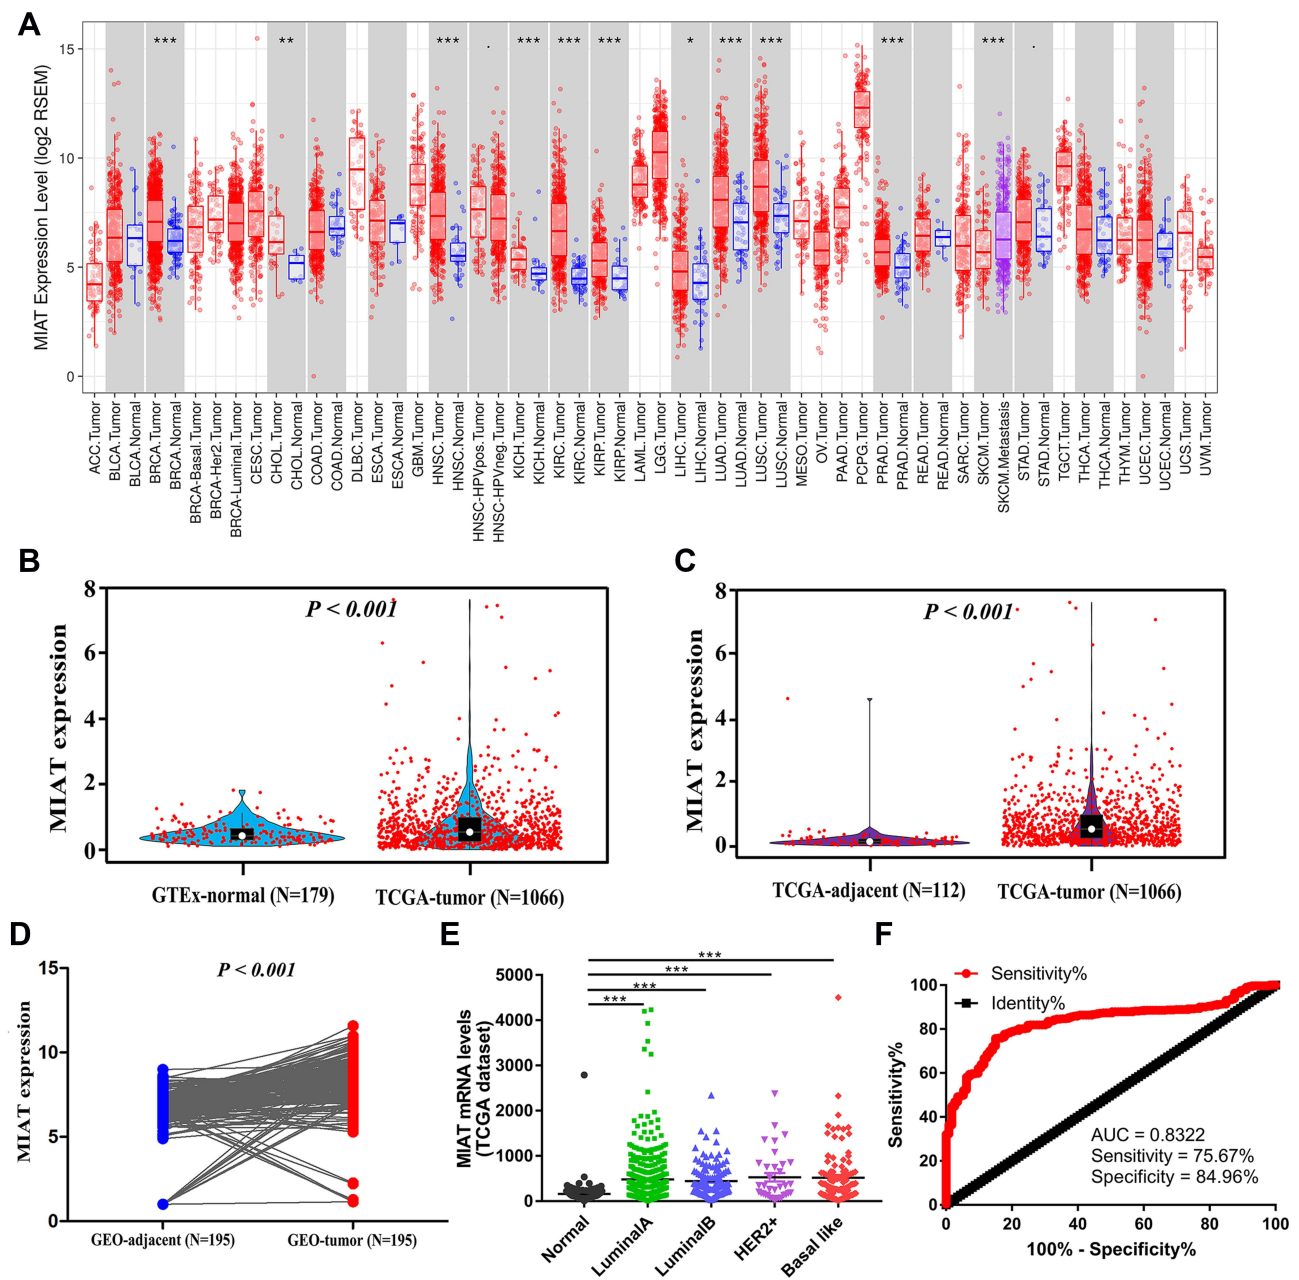 A
MIAT Expression Level (log2 RSEM)
15
10
5
0
*** ** *** . *** *** *** * *** *** *** *** .
ACC.Tumor
BLCA.Tumor
BLCA.Normal
BRCA.Tumor
BRCA.Normal
BRCA-Basal.Tumor
BRCA-Her2.Tumor
BRCA-Luminal.Tumor
CESC.Tumor
CHOL.Tumor
CHOL.Normal
COAD.Tumor
COAD.Normal
DLBC.Tumor
ESCA.Tumor
ESCA.Normal
GBM.Tumor
HNSC.Tumor
HNSC.Normal
HNSC-HPVpos.Tumor
HNSC-HPVneg.Tumor
KICH.Tumor
KICH.Normal
KIRC.Tumor
KIRC.Normal
KIRP.Tumor
KIRP.Normal
LAML.Tumor
LGG.Tumor
LIHC.Tumor
LIHC.Normal
LUAD.Tumor
LUAD.Normal
LUSC.Tumor
LUSC.Normal
MESO.Tumor
OV.Tumor
PAAD.Tumor
PCPG.Tumor
PRAD.Tumor
PRAD.Normal
READ.Tumor
READ.Normal
SARC.Tumor
SKCM.Tumor
SKCM.Metastasis
STAD.Tumor
STAD.Normal
TGCT.Tumor
THCA.Tumor
THCA.Normal
THYM.Tumor
UCEC.Tumor
UCEC.Normal
UCS.Tumor
UVM.Tumor
B
MIAT expression
8
6
4
2
0
P < 0.001
GTEx-normal (N=179)
TCGA-tumor (N=1066)
C
MIAT expression
8
6
4
2
0
P < 0.001
TCGA-adjacent (N=112)
TCGA-tumor (N=1066)
D
MIAT expression
15
10
5
0
P < 0.001
GEO-adjacent (N=195)
GEO-tumor (N=195)
E
MIAT mRNA levels
(TCGA dataset)
5000
4000
3000
2000
1000
0
***
***
***
***
Normal
LuminalA
LuminalB
HER2+
Basal like
F
Sensitivity%
100
80
60
40
20
0
Sensitivity%
Identity%
AUC = 0.8322
Sensitivity = 75.67%
Specificity = 84.96%
0 20 40 60 80 100
100% - Specificity%